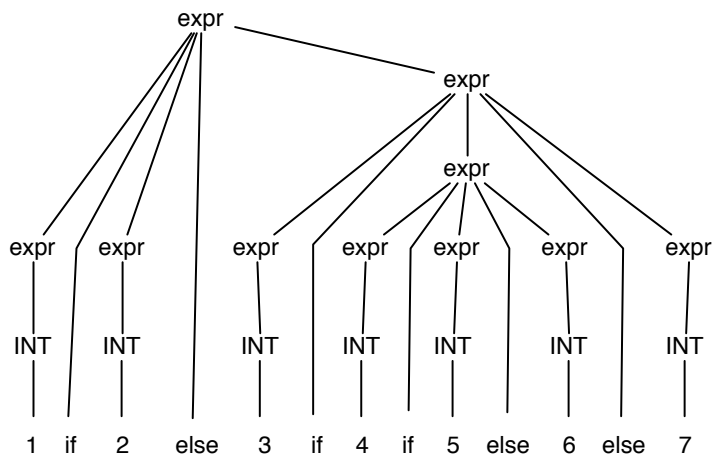 expr
expr
expr
expr expr expr expr expr expr expr
INT INT INT INT INT INT INT
1 if 2 else 3 if 4 if 5 else 6 else 7